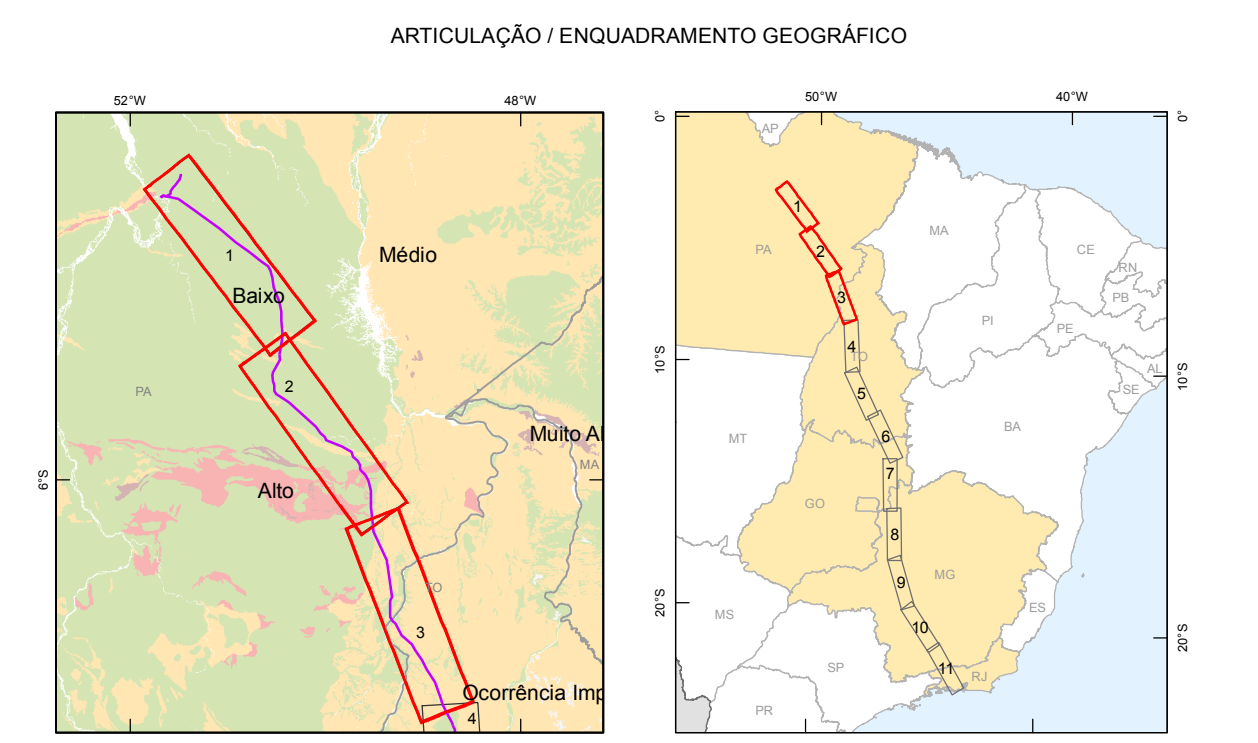 ARTICULAÇÃO / ENQUADRAMENTO GEOGRÁFICO
52°W
48°W
6°S
1
Médio
Baixo
2
PA
Muito Al
MA
Alto
TO
3
Ocorrência Imp
4
50°W
40°W
0°
0°
AP
1
PA
2
MA
CE
RN
PB
3
PI
PE
4
TO
10°S
10°S
AL
SE
5
6
BA
MT
7
GO
8
9
MG
ES
20°S
20°S
MS
10
SP
11
RJ
PR